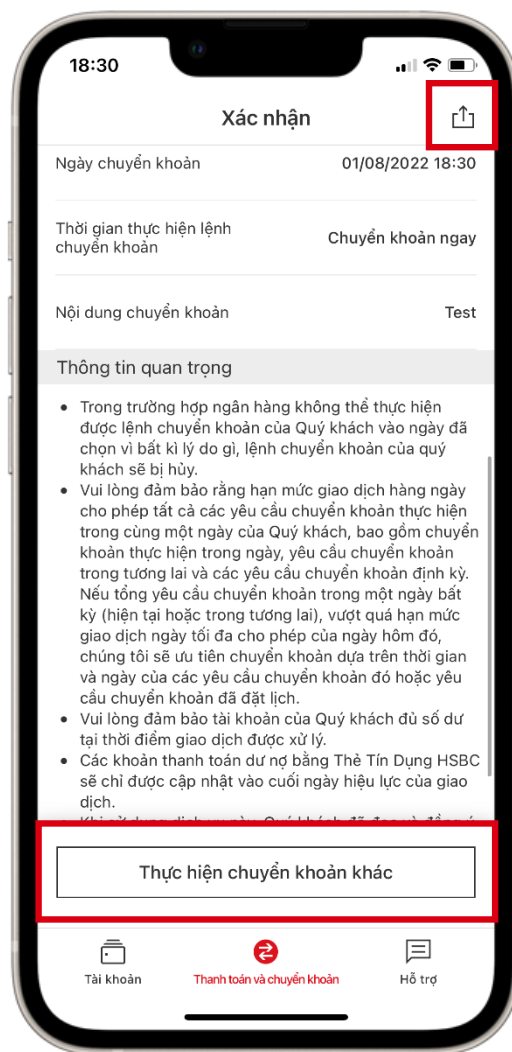 18:30
Xác nhận
Ngày chuyển khoản 01/08/2022 18:30
Thời gian thực hiện lệnh
chuyển khoản
Chuyển khoản ngay
Nội dung chuyển khoản Test
Thông tin quan trọng
• Trong trường hợp ngân hàng không thể thực hiện
được lệnh chuyển khoản của Quý khách vào ngày đã
chọn vì bất kì lý do gì, lệnh chuyển khoản của quý
khách sẽ bị hủy.
• Vui lòng đảm bảo rằng hạn mức giao dịch hàng ngày
cho phép tất cả các yêu cầu chuyển khoản thực hiện
trong cùng một ngày của Quý khách, bao gồm chuyển
khoản thực hiện trong ngày, yêu cầu chuyển khoản
trong tương lai và các yêu cầu chuyển khoản định kỳ.
Nếu tổng yêu cầu chuyển khoản trong một ngày bất
kỳ (hiện tại hoặc trong tương lai), vượt quá hạn mức
giao dịch ngày tối đa cho phép của ngày hôm đó,
chúng tôi sẽ ưu tiên chuyển khoản dựa trên thời gian
và ngày của các yêu cầu chuyển khoản đó hoặc yêu
cầu chuyển khoản đã đặt lịch.
• Vui lòng đảm bảo tài khoản của Quý khách đủ số dư
tại thời điểm giao dịch được xử lý.
• Các khoản thanh toán dư nợ bằng Thẻ Tín Dụng HSBC
sẽ chỉ được cập nhật vào cuối ngày hiệu lực của giao
dịch.
Thực hiện chuyển khoản khác
Tài khoản
Thanh toán và chuyển khoản
Hỗ trợ